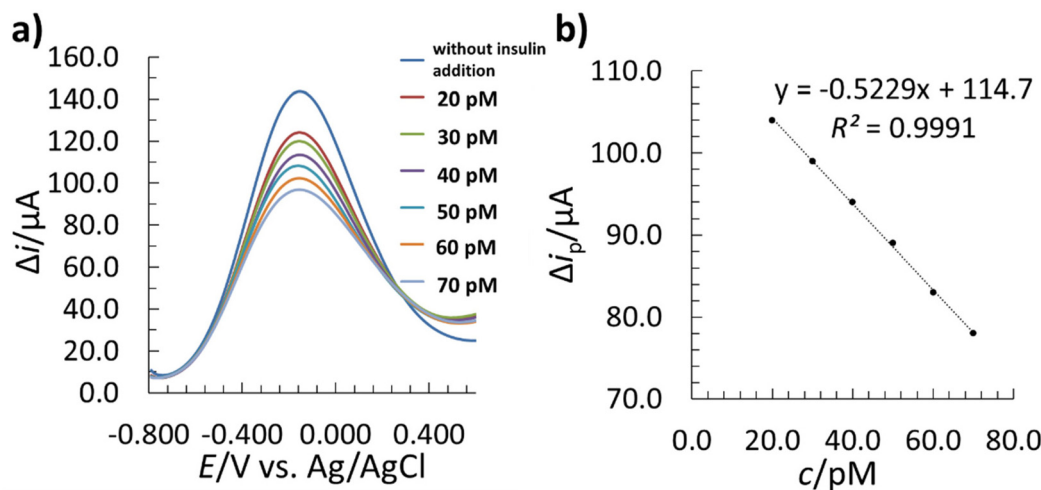 a)
160.0
140.0
120.0
100.0
80.0
60.0
40.0
20.0
0.0
Δi/μA
-0.800 -0.400 0.000 0.400
E/V vs. Ag/AgCl
without insulin
addition
20 pM
30 pM
40 pM
50 pM
60 pM
70 pM
b)
110.0
100.0
90.0
80.0
70.0
Δip/μA
y = -0.5229x + 114.7
R² = 0.9991
0.0 20.0 40.0 60.0 80.0
c/pM